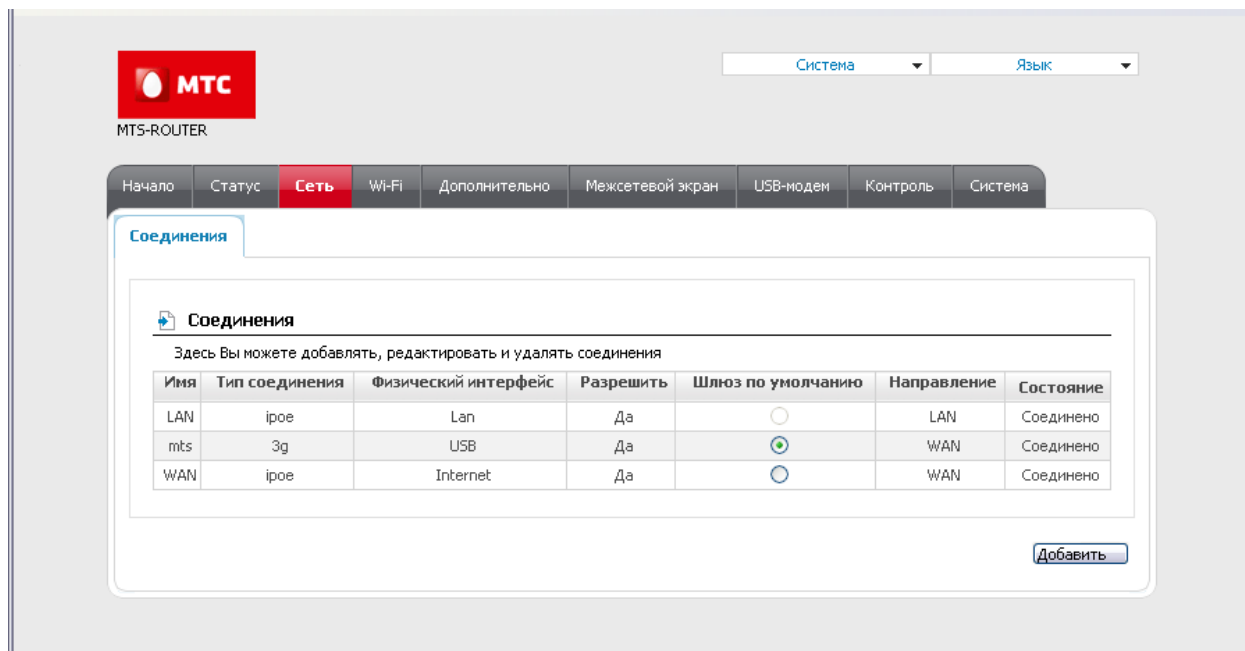 Система Язык
МТС
MTS-ROUTER
Начало Статус Сеть Wi-Fi Дополнительно Межсетевой экран USB-модем Контроль Система
Соединения
Соединения
Здесь Вы можете добавлять, редактировать и удалять соединения
Имя Тип соединения Физический интерфейс Разрешить Шлюз по умолчанию Направление Состояние
LAN ipoe Lan Да LAN Соединено
mts 3g USB Да WAN Соединено
WAN ipoe Internet Да WAN Соединено
Добавить